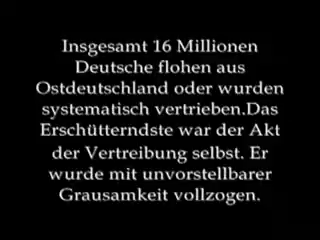 Insgesamt 16 Millionen
Deutsche flohen aus
Ostdeutschland oder wurden
systematisch vertrieben.Das
Erschütterndste war der Akt
der Vertreibung selbst. Er
wurde mit unvorstellbarer
Grausamkeit vollzogen.